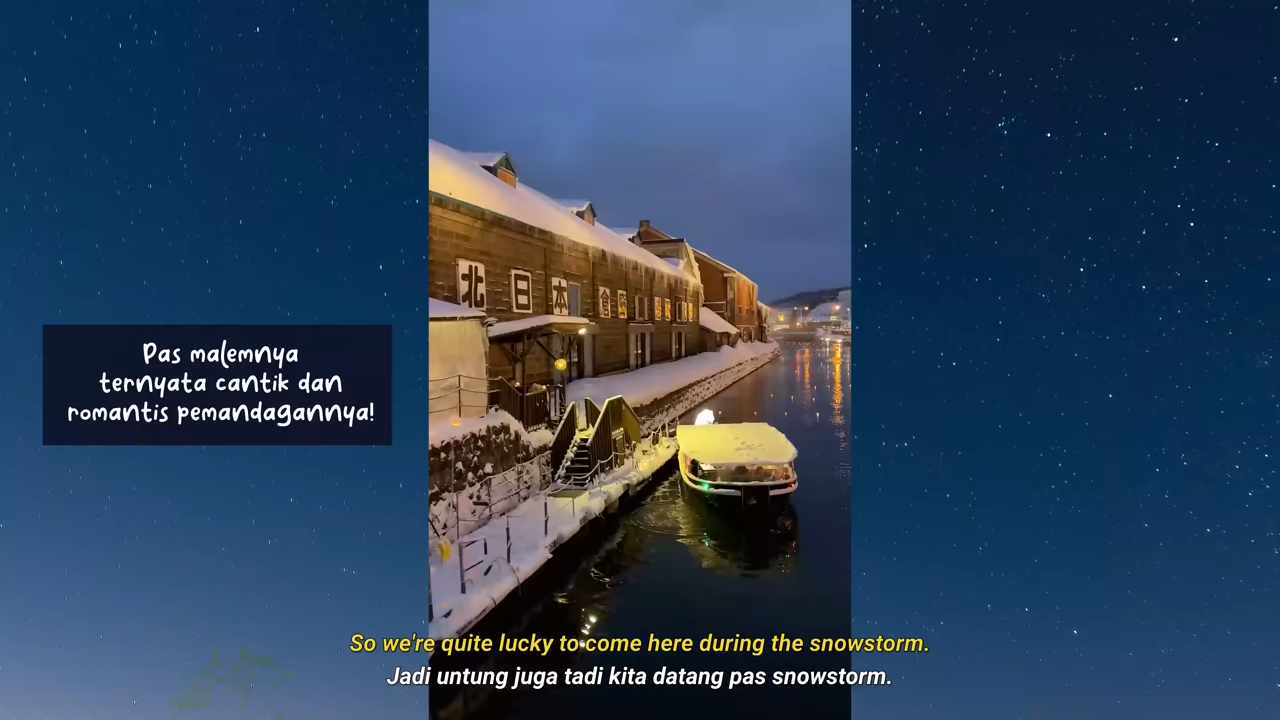 Pas malemnya
ternyata cantik dan
romantis pemandagannya!
北日本
So we're quite lucky to come here during the snowstorm.
Jadi untung juga tadi kita datang pas snowstorm.